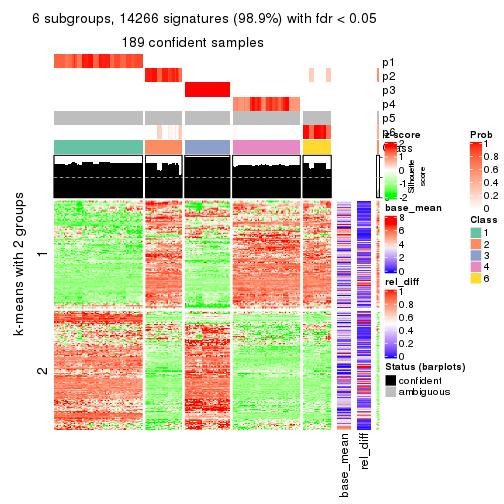 6 subgroups, 14266 signatures (98.9%) with fdr < 0.05
189 confident samples
p1
p2
p3
p4
p5
p6
Class
z-score
2
1
0
-1
-2
Silhouette
score
1
2
k-means with 2 groups
base_mean
rel_diff
base_mean
8
6
4
2
0
rel_diff
1
0.8
0.6
0.4
0.2
0
Status (barplots)
confident
ambiguous
Prob
1
0.8
0.6
0.4
0.2
0
Class
1
2
3
4
6